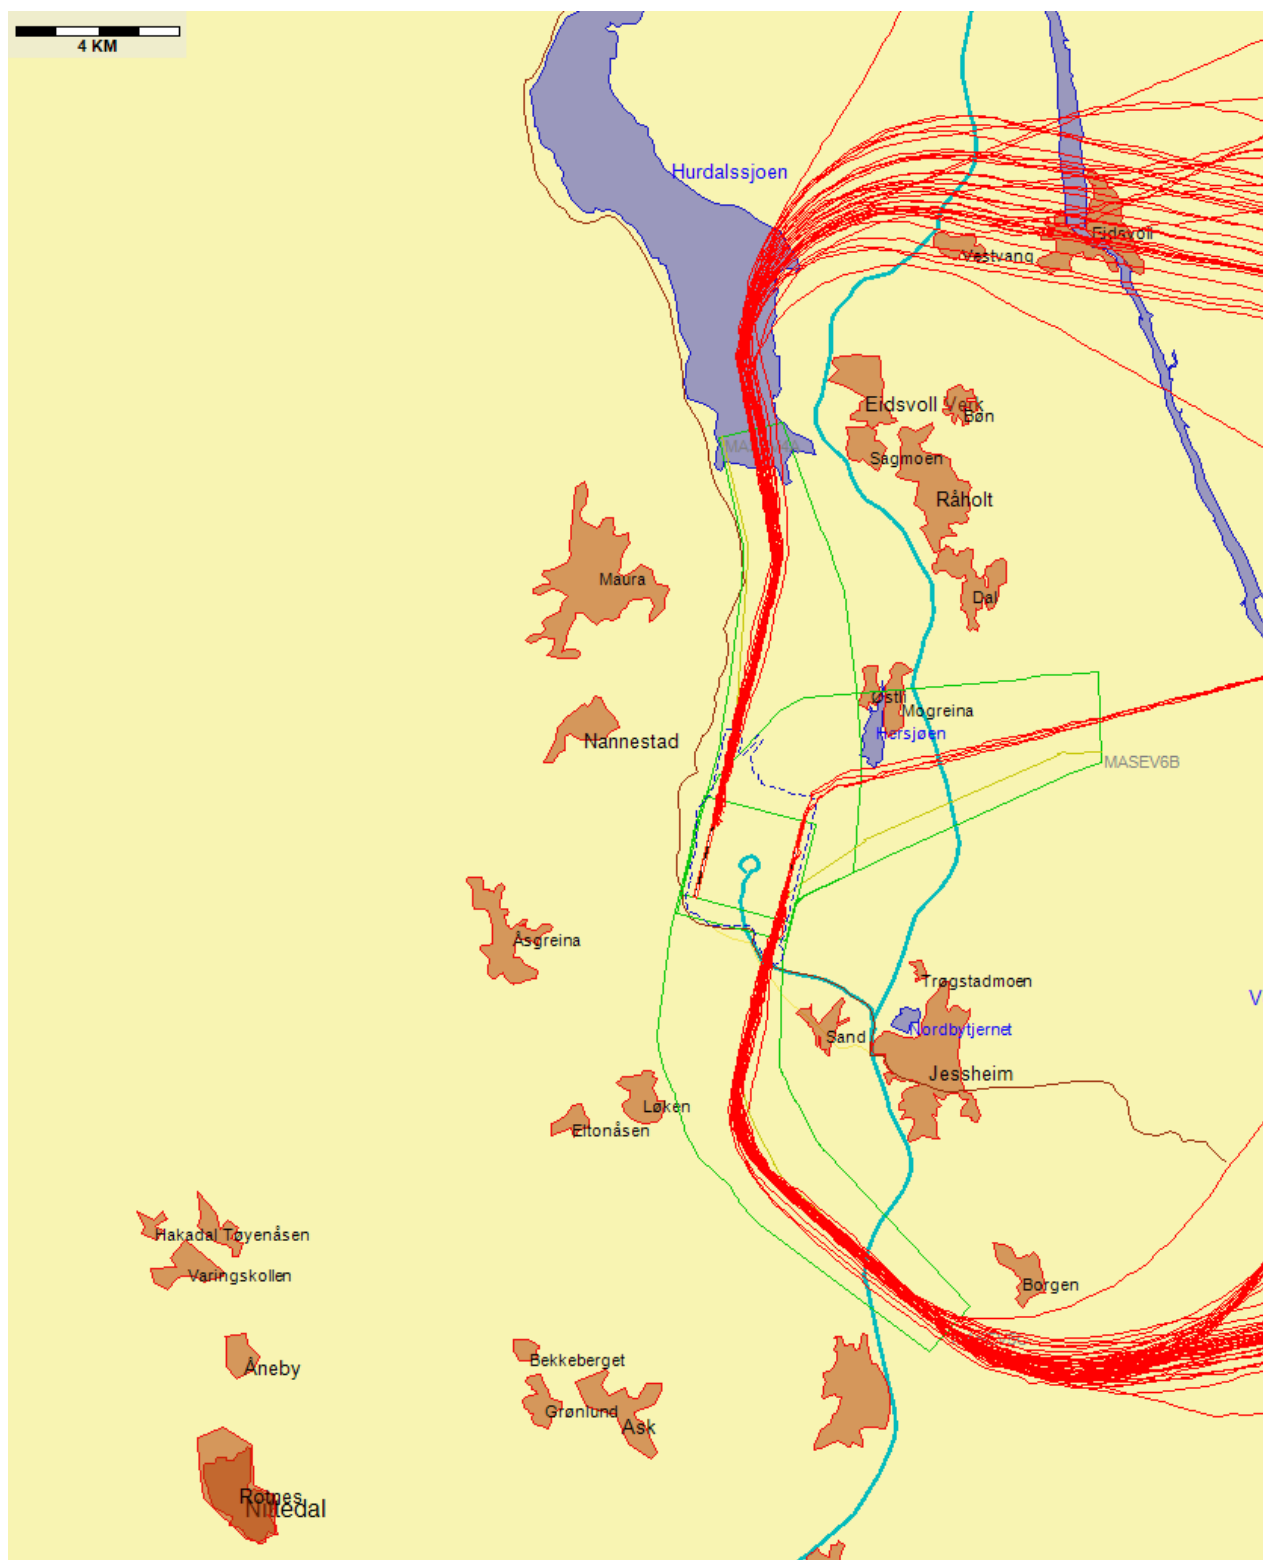 4 KM
Hurdalssjoen
Eidsvoll
Vestvang
Eidsvoll Verk
Bøn
Sagmoen
Råholt
Maura
Dal
Østli
Mogreina
Hersjøen
Nannestad
MASEV6B
Åsgreina
Trøgstadmoen
V
Nordbytjernet
Sand
Jessheim
Løken
Eltonåsen
Hakadal Tøyenåsen
Varingskollen
Borgen
Åneby
Bekkeberget
Grønlund
Ask
Rotnes
Nittedal